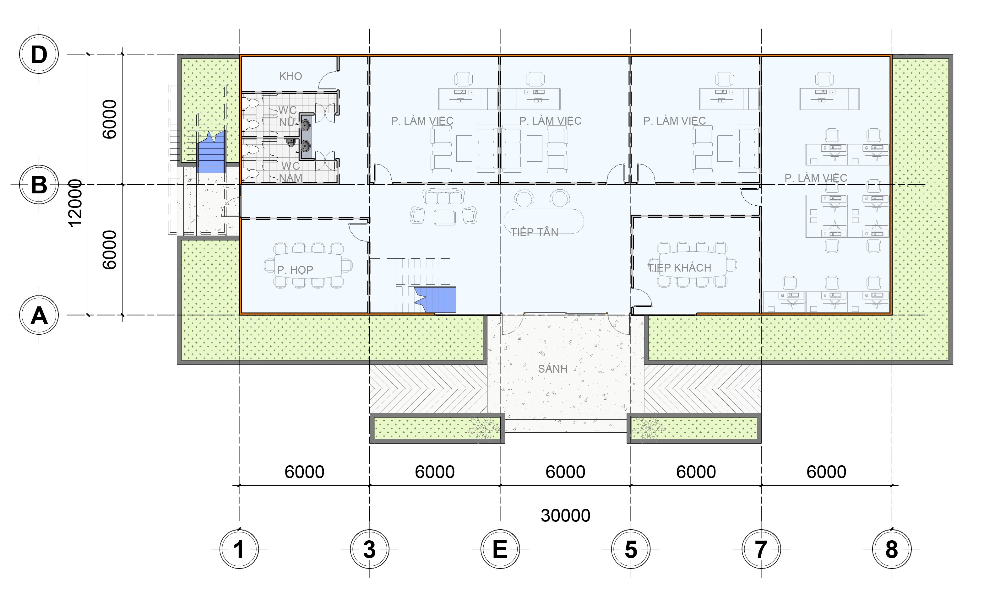 D
KHO
6000
WC
NỮ
P. LÀM VIỆC
P. LÀM VIỆC
P. LÀM VIỆC
WC
NAM
P. LÀM VIỆC
B
12000
TIẾP TÂN
6000
P. HỌP
TIẾP KHÁCH
A
SẢNH
6000
6000
6000
6000
6000
30000
1
3
E
5
7
8